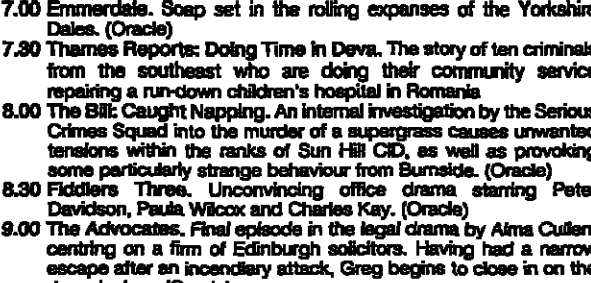 7.00 Emmerdale. Soap set in the rolling expanses of the Yorkshire
Dales. (Oracle)
7.30 Thames Reports: Doing Time in Deva. The story of ten criminals
from the southeast who are doing their community service
repairing a run-down children's hospital in Romania
8.00 The Bill: Caught Napping. An internal investigation by the Serious
Crimes Squad into the murder of a supergrass causes unwanted
tensions within the ranks of Sun Hill CID, as well as provoking
some particularly strange behaviour from Burnside. (Oracle)
8.30 Fiddlers Three. Unconvincing office drama starring Peter
Davidson, Paula Wilcox and Charles Kay. (Oracle)
9.00 The Advocates. Final episode in the legal drama by Alma Cullen
centring on a firm of Edinburgh solicitors. Having had a narrow
escape after an incendiary attack, Greg begins to close in on the